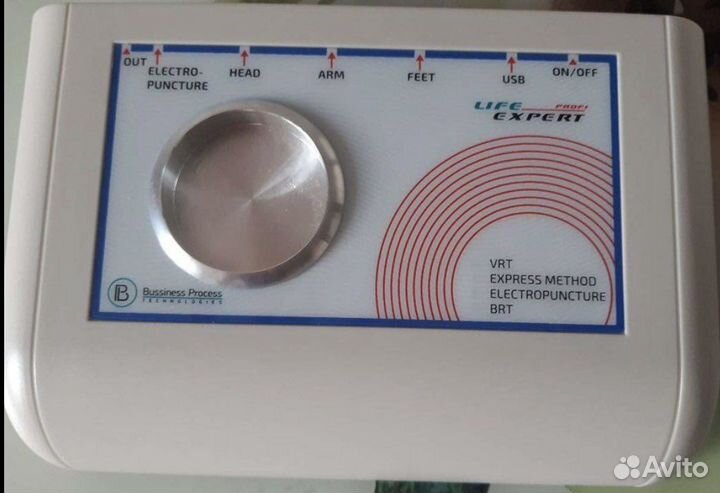 OUT
ELECTRO-
PUNCTURE
HEAD
ARM
FEET
USB
ON/OFF
LIFE PROFI
EXPERT
VRT
EXPRESS METHOD
ELECTROPUNCTURE
BRT
Bussiness Process
TECHNOLOGIES
Avito